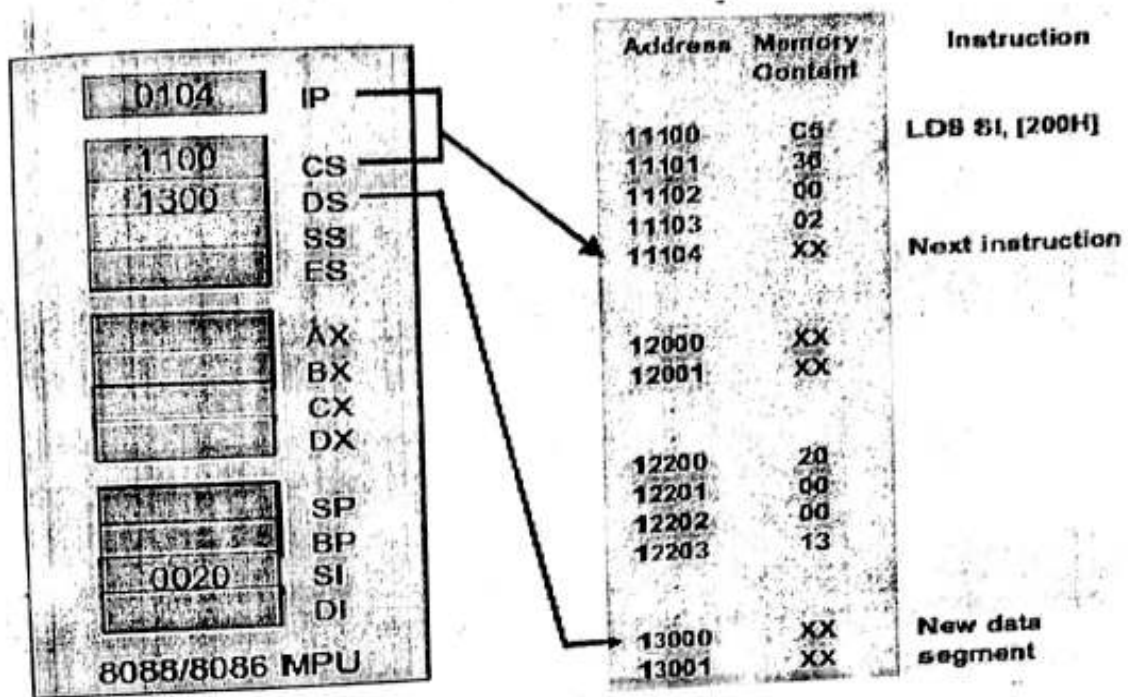 0104 IP
1100 CS
1300 DS
SS
ES
AX
BX
CX
DX
SP
BP
0020 SI
DI
8088/8086 MPU
Address Memory Content Instruction
11100 C5 LDS SI, [200H]
11101 36
11102 00
11103 02
11104 XX Next instruction
12000 XX
12001 XX
12200 20
12201 00
12202 00
12203 13
13000 XX New data
13001 XX segment